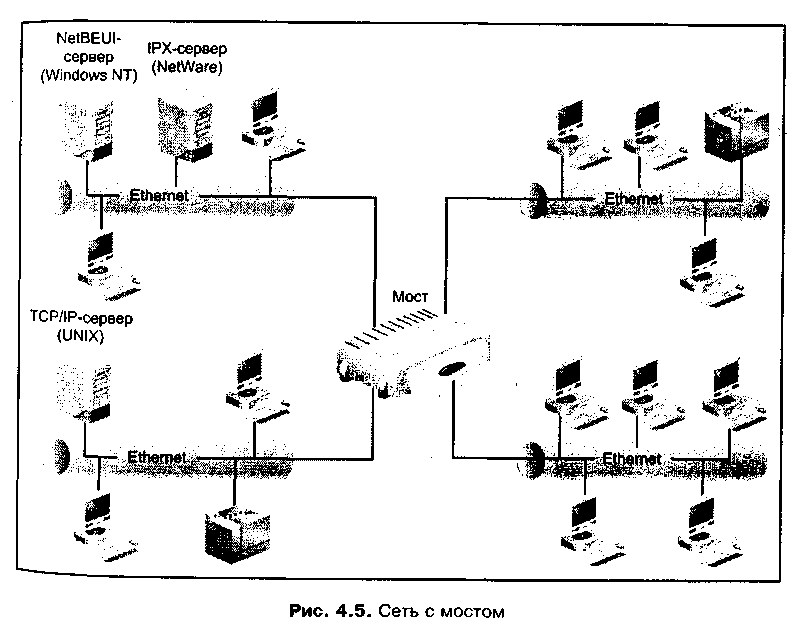 NetBEUI-
сервер
(Windows NT)
IPX-сервер
(NetWare)
Ethernet
Ethernet
Мост
TCP/IP-сервер
(UNIX)
Ethernet
Ethernet
Рис. 4.5. Сеть с мостом